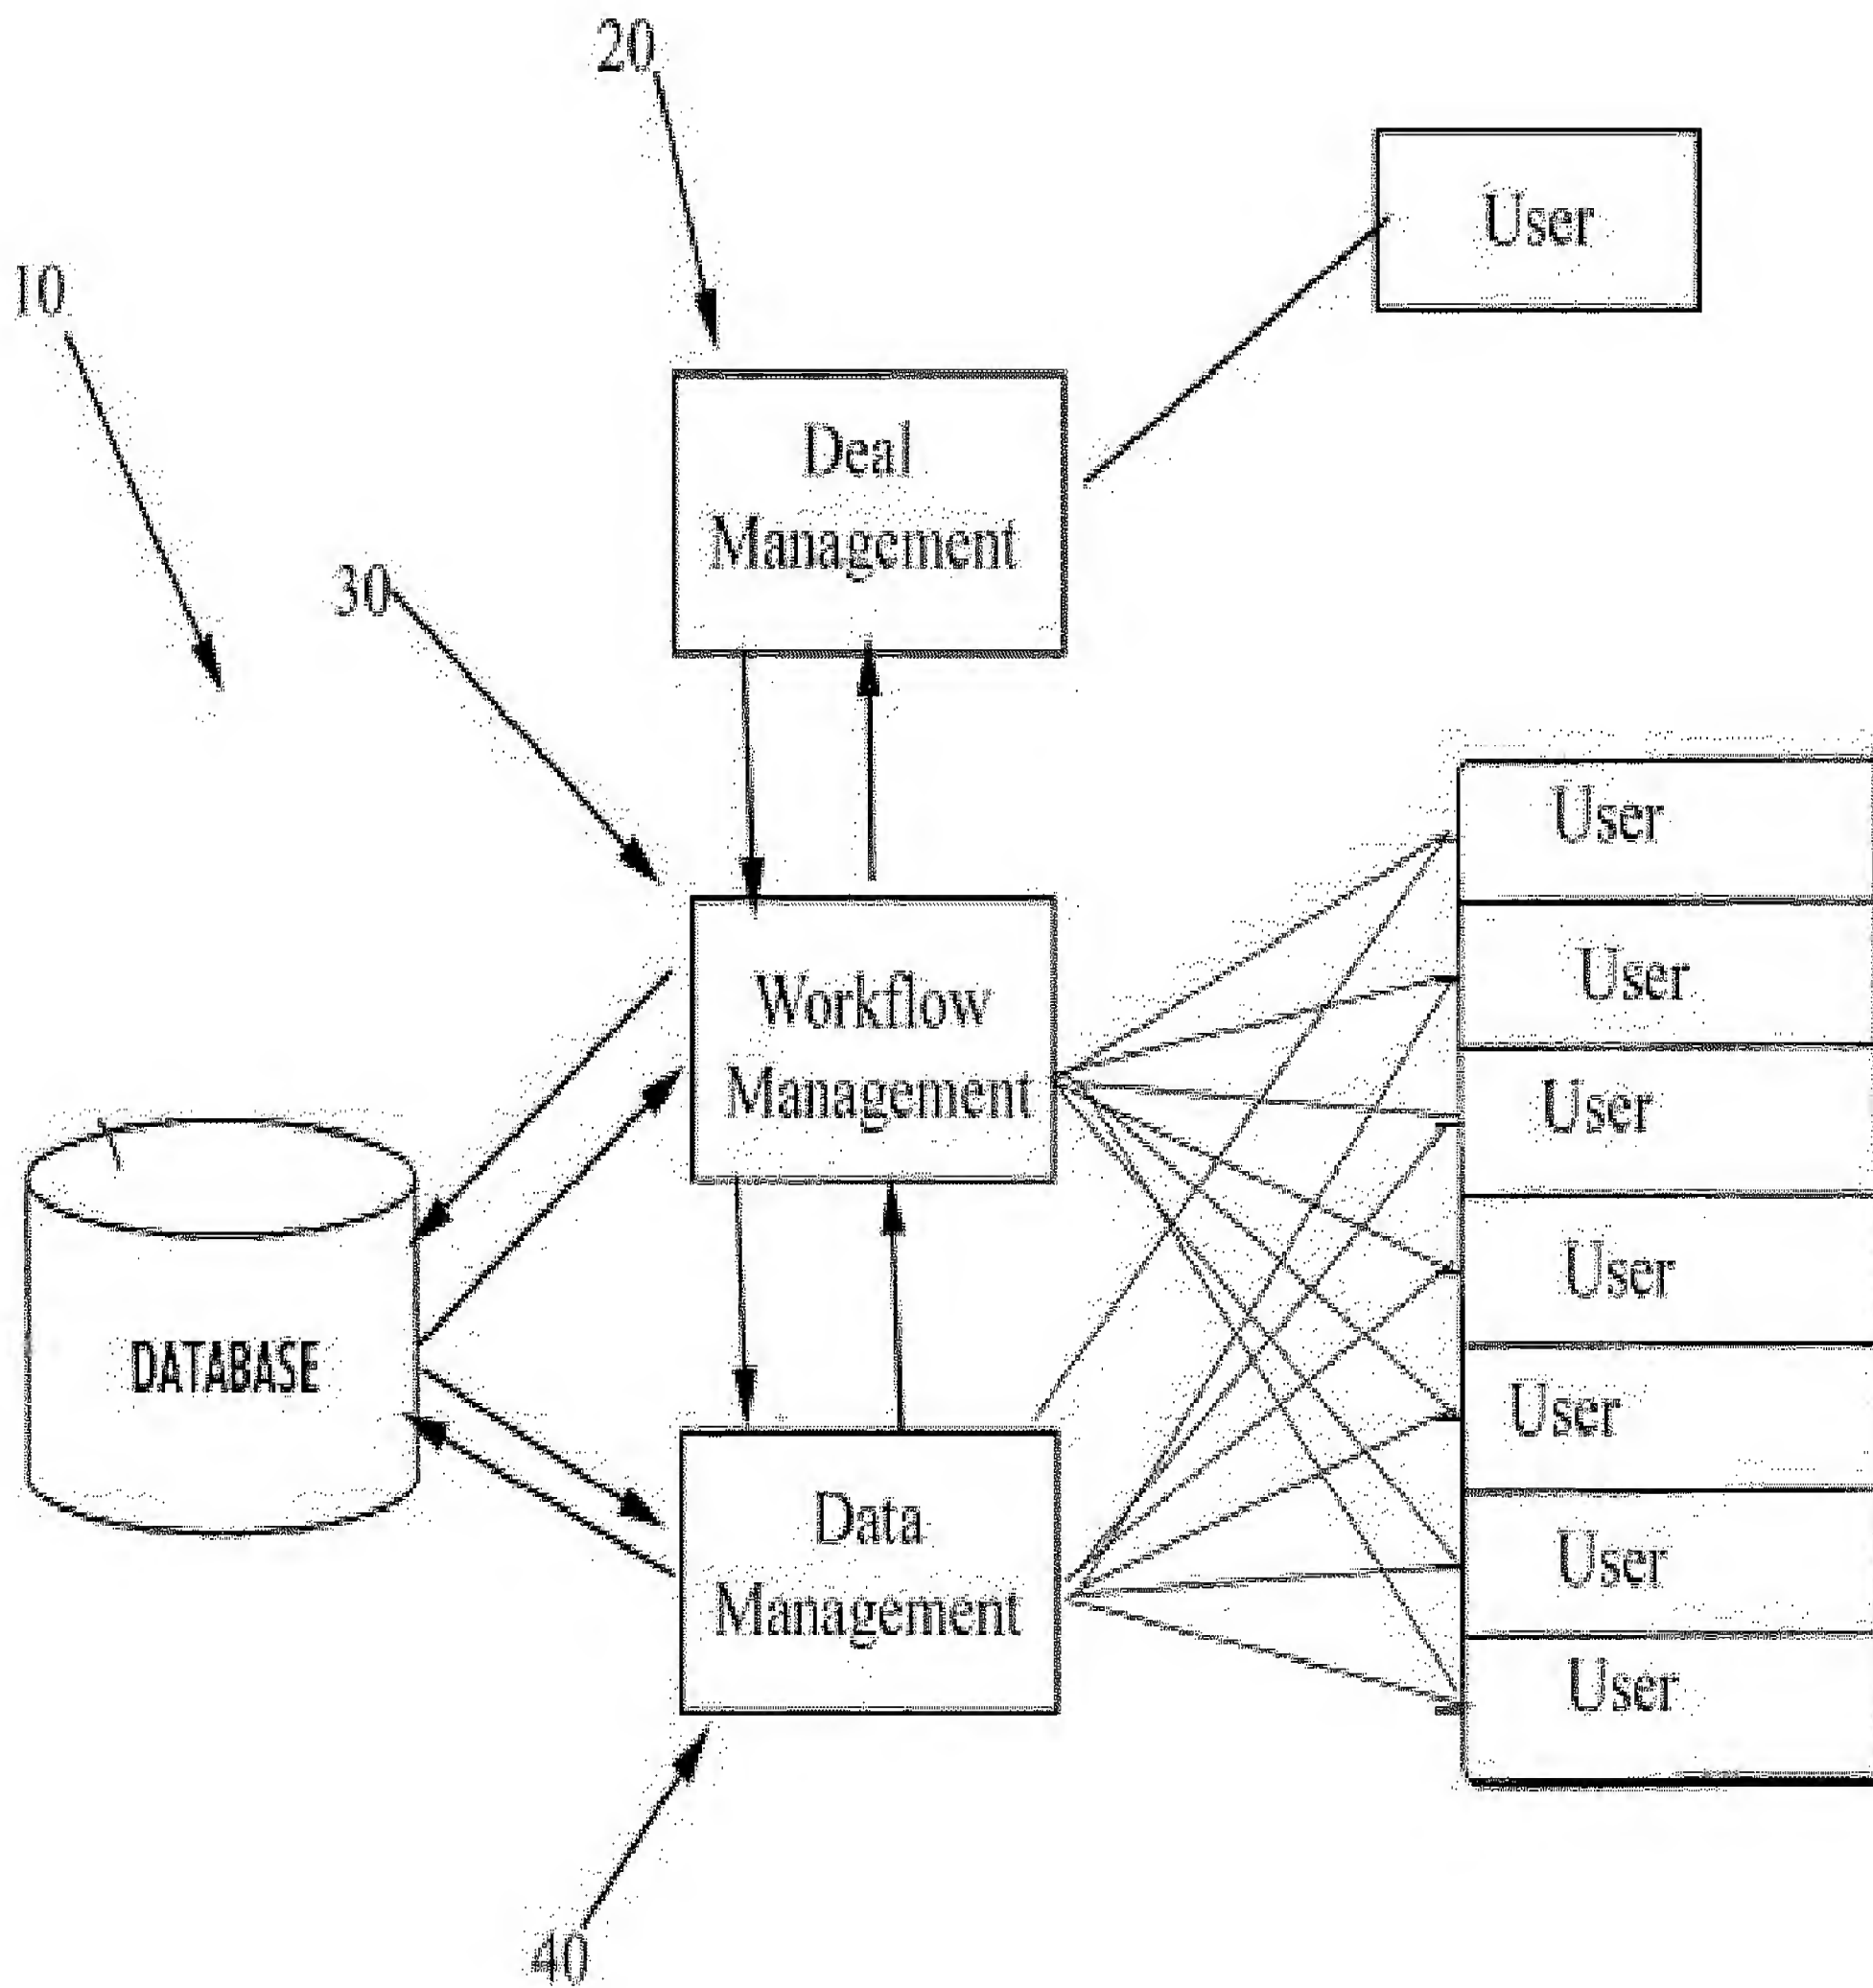 20
User
10
Deal
Management
30
User
User
Workflow
Management
User
User
DATABASE
User
Data
Management
User
User
40